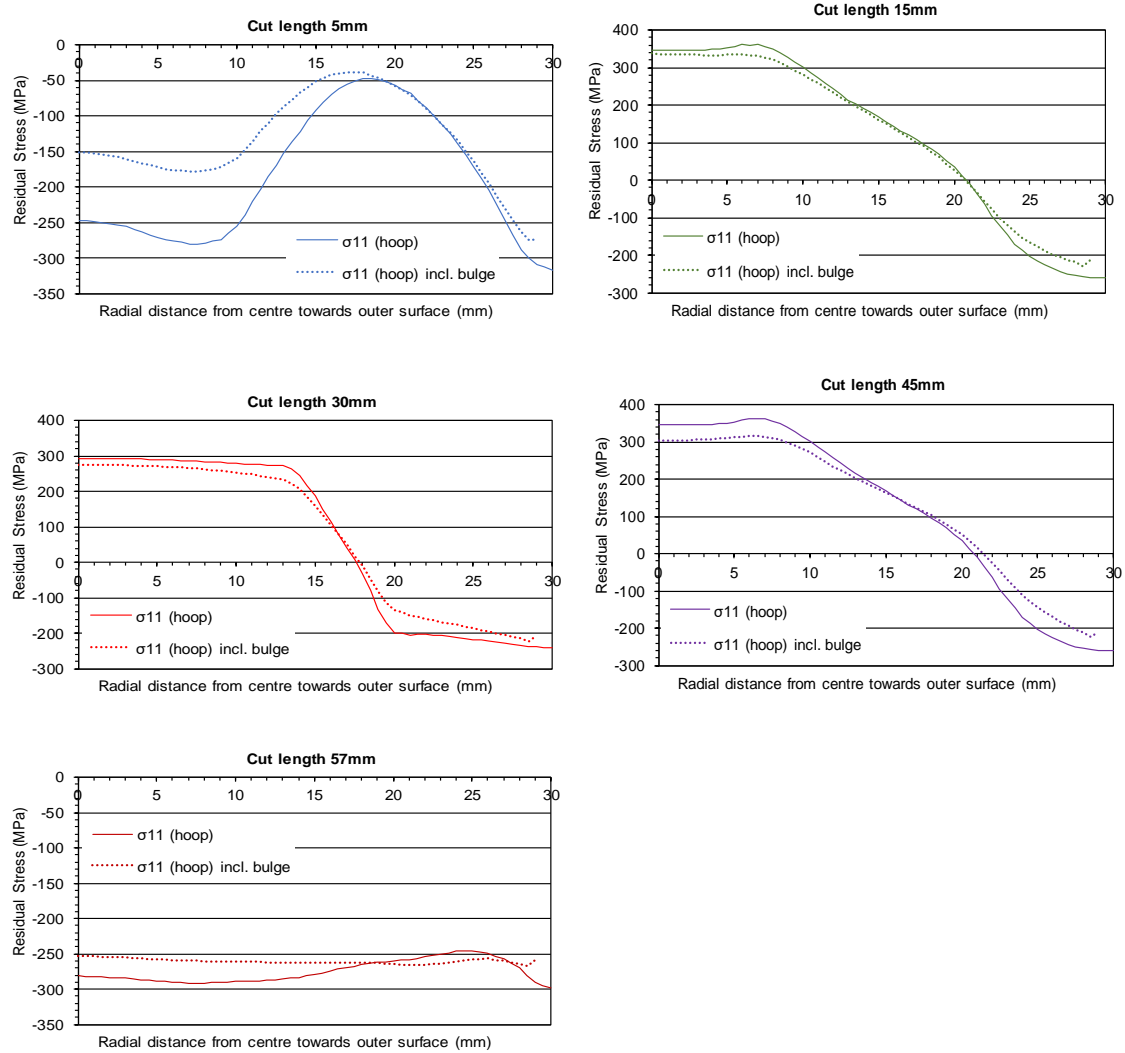 Cut length 5mm
0
-50
-100
-150
-200
-250
-300
-350
0 5 10 15 20 25 30
Residual Stress (MPa)
σ11 (hoop)
σ11 (hoop) incl. bulge
Radial distance from centre towards outer surface (mm)
Cut length 15mm
400
300
200
100
0
-100
-200
-300
0 5 10 15 20 25 30
Residual Stress (MPa)
σ11 (hoop)
σ11 (hoop) incl. bulge
Radial distance from centre towards outer surface (mm)
Cut length 30mm
400
300
200
100
0
-100
-200
-300
0 5 10 15 20 25 30
Residual Stress (MPa)
σ11 (hoop)
σ11 (hoop) incl. bulge
Radial distance from centre towards outer surface (mm)
Cut length 45mm
400
300
200
100
0
-100
-200
-300
0 5 10 15 20 25 30
Residual Stress (MPa)
σ11 (hoop)
σ11 (hoop) incl. bulge
Radial distance from centre towards outer surface (mm)
Cut length 57mm
0
-50
-100
-150
-200
-250
-300
-350
0 5 10 15 20 25 30
Residual Stress (MPa)
σ11 (hoop)
σ11 (hoop) incl. bulge
Radial distance from centre towards outer surface (mm)